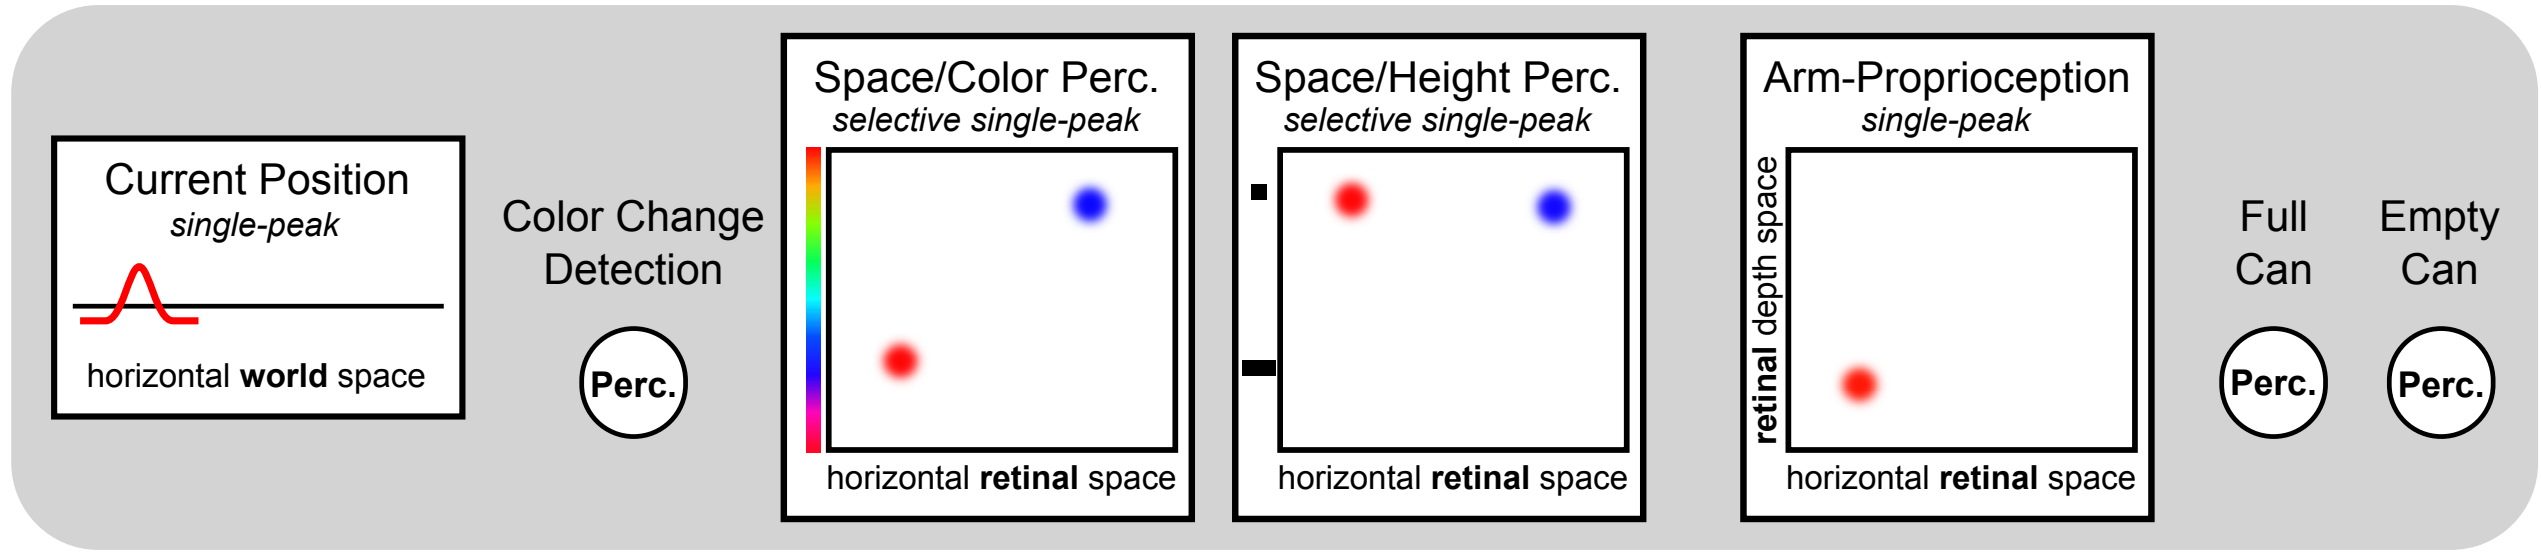 Current Position
single-peak
horizontal world space
Color Change
Detection
Perc.
Space/Color Perc.
selective single-peak
horizontal retinal space
Space/Height Perc.
selective single-peak
horizontal retinal space
Arm-Proprioception
single-peak
retinal depth space
horizontal retinal space
Full
Can
Perc.
Empty
Can
Perc.